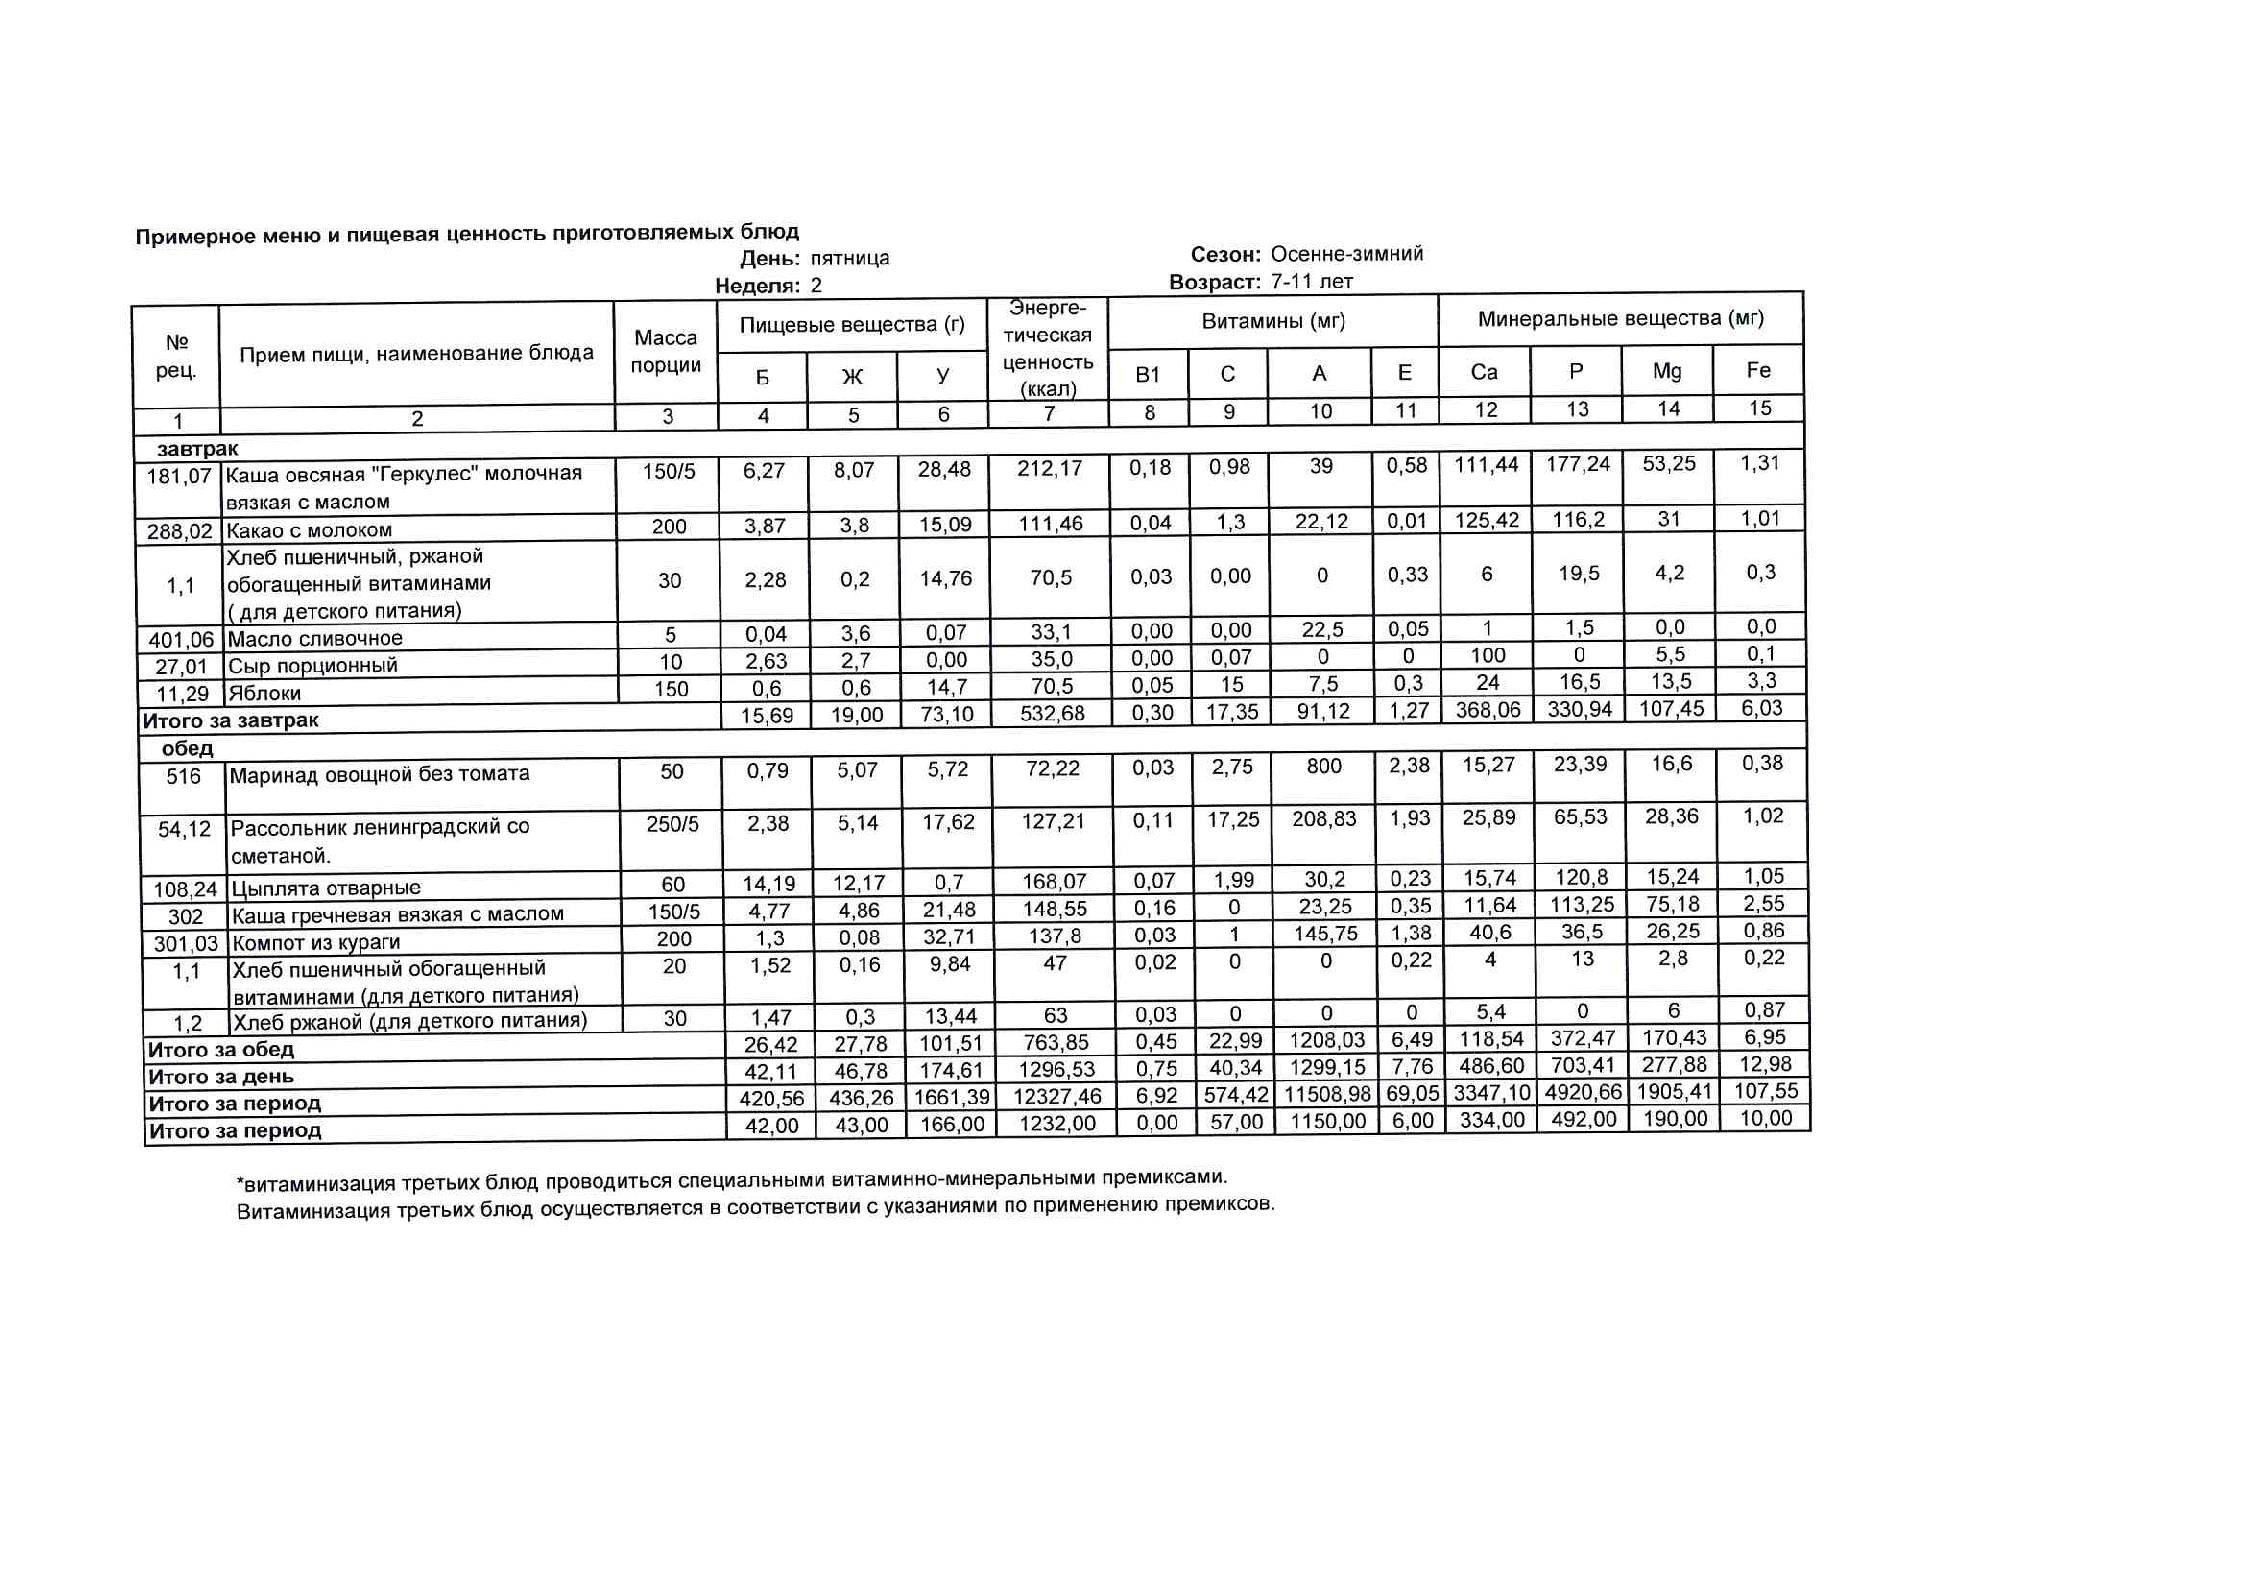 Примерное меню и пищевая ценность приготовляемых блюд
День: пятница Сезон: Осенне-зимний
Неделя: 2 Возраст: 7-11 лет
№ рец. Прием пищи, наименование блюда Масса порции Пищевые вещества (г) Энерге-тическая ценность (ккал) Витамины (мг) Минеральные вещества (мг)
Б Ж У В1 С А Е Ca P Mg Fe
1 2 3 4 5 6 7 8 9 10 11 12 13 14 15
завтрак
181,07 Каша овсяная "Геркулес" молочная 150/5 6,27 8,07 28,48 212,17 0,18 0,98 39 0,58 111,44 177,24 53,25 1,31
вязкая с маслом
288,02 Какао с молоком 200 3,87 3,8 15,09 111,46 0,04 1,3 22,12 0,01 125,42 116,2 31 1,01
Хлеб пшеничный, ржаной
1,1 обогащенный витаминами 30 2,28 0,2 14,76 70,5 0,03 0,00 0 0,33 6 19,5 4,2 0,3
( для детского питания)
401,06 Масло сливочное 5 0,04 3,6 0,07 33,1 0,00 0,00 22,5 0,05 1 1,5 0,0 0,0
27,01 Сыр порционный 10 2,63 2,7 0,00 35,0 0,00 0,07 0 0 100 0 5,5 0,1
11,29 Яблоки 150 0,6 0,6 14,7 70,5 0,05 15 7,5 0,3 24 16,5 13,5 3,3
Итого за завтрак 15,69 19,00 73,10 532,68 0,30 17,35 91,12 1,27 368,06 330,94 107,45 6,03
обед
516 Маринад овощной без томата 50 0,79 5,07 5,72 72,22 0,03 2,75 800 2,38 15,27 23,39 16,6 0,38
54,12 Рассольник ленинградский со 250/5 2,38 5,14 17,62 127,21 0,11 17,25 208,83 1,93 25,89 65,53 28,36 1,02
сметаной.
108,24 Цыплята отварные 60 14,19 12,17 0,7 168,07 0,07 1,99 30,2 0,23 15,74 120,8 15,24 1,05
302 Каша гречневая вязкая с маслом 150/5 4,77 4,86 21,48 148,55 0,16 0 23,25 0,35 11,64 113,25 75,18 2,55
301,03 Компот из кураги 200 1,3 0,08 32,71 137,8 0,03 1 145,75 1,38 40,6 36,5 26,25 0,86
1,1 Хлеб пшеничный обогащенный 20 1,52 0,16 9,84 47 0,02 0 0 0,22 4 13 2,8 0,22
витаминами (для деткого питания)
1,2 Хлеб ржаной (для деткого питания) 30 1,47 0,3 13,44 63 0,03 0 0 0 5,4 0 6 0,87
Итого за обед 26,42 27,78 101,51 763,85 0,45 22,99 1208,03 6,49 118,54 372,47 170,43 6,95
Итого за день 42,11 46,78 174,61 1296,53 0,75 40,34 1299,15 7,76 486,60 703,41 277,88 12,98
Итого за период 420,56 436,26 1661,39 12327,46 6,92 574,42 11508,98 69,05 3347,10 4920,66 1905,41 107,55
Итого за период 42,00 43,00 166,00 1232,00 0,00 57,00 1150,00 6,00 334,00 492,00 190,00 10,00
*витаминизация третьих блюд проводиться специальными витаминно-минеральными премиксами.
Витаминизация третьих блюд осуществляется в соответствии с указаниями по применению премиксов.